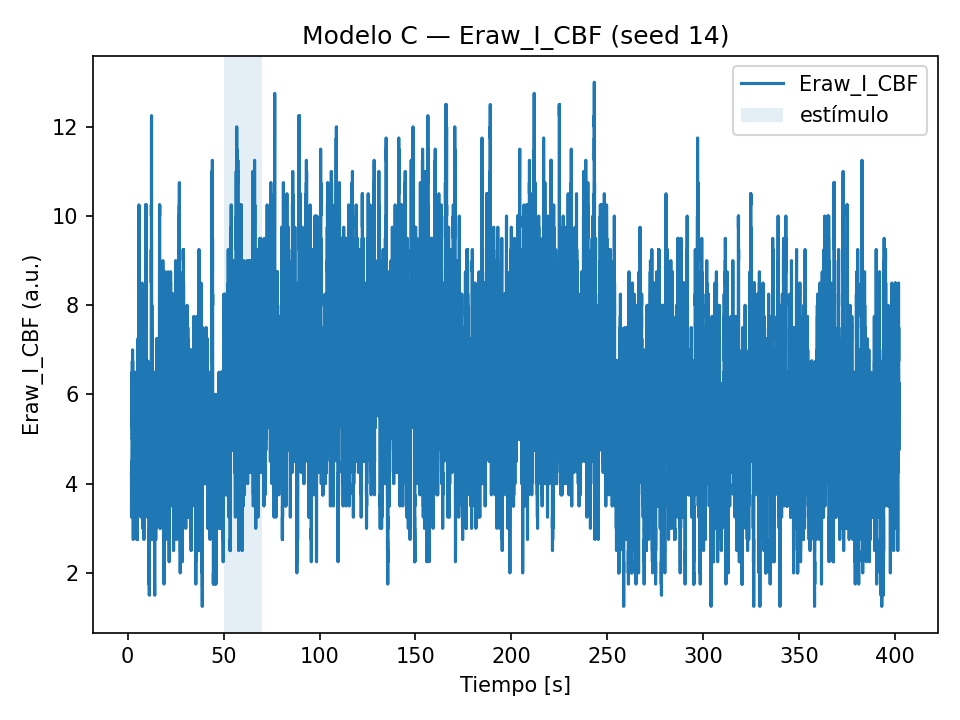 Modelo C — Eraw_I_CBF (seed 14)
Eraw_I_CBF
estímulo
Eraw_I_CBF (a.u.)
12
10
8
6
4
2
0 50 100 150 200 250 300 350 400
Tiempo [s]